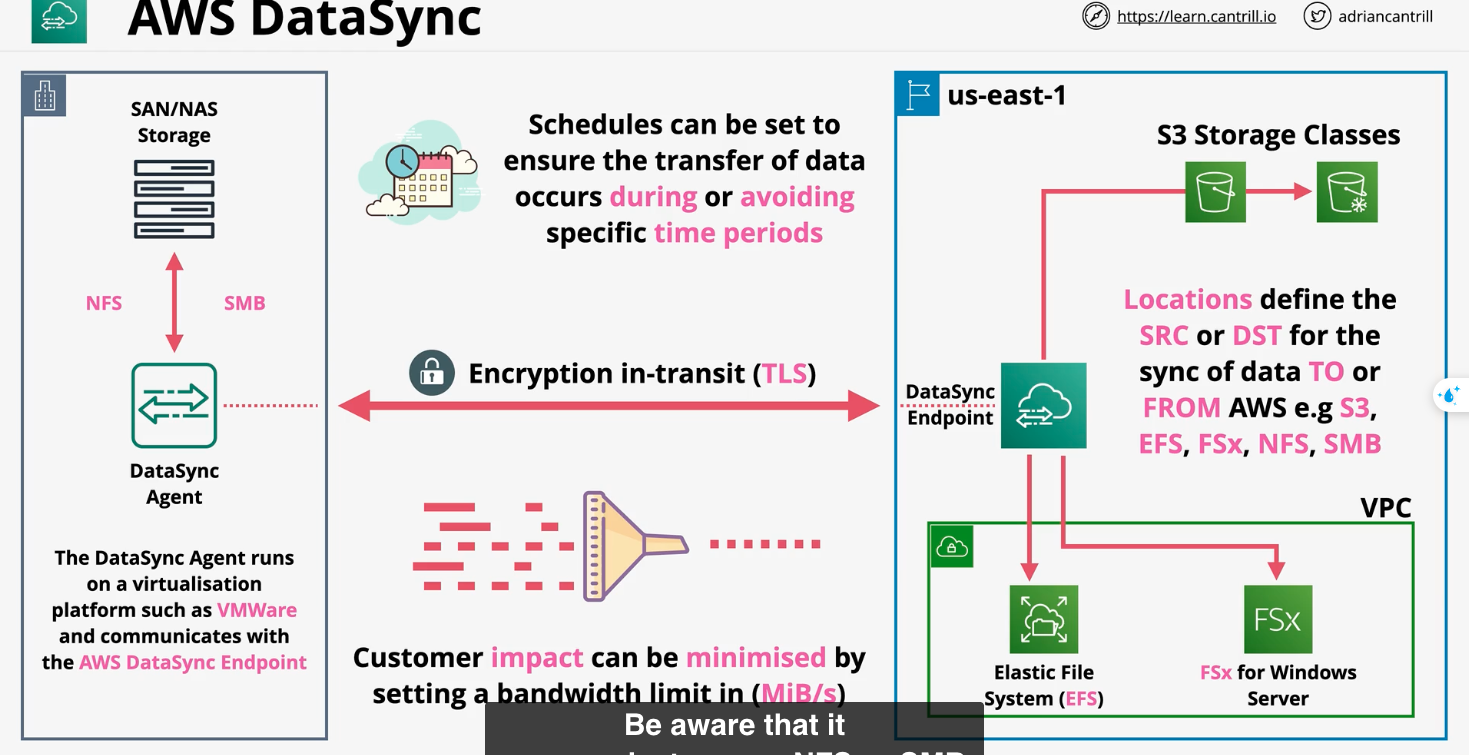 AWS DataSync
https://learn.cantrill.io
adriancantrill
SAN/NAS
Storage
NFS
SMB
DataSync
Agent
The DataSync Agent runs
on a virtualisation
platform such as VMWare
and communicates with
the AWS DataSync Endpoint
Schedules can be set to
ensure the transfer of data
occurs during or avoiding
specific time periods
Encryption in-transit (TLS)
Customer impact can be minimised by
setting a bandwidth limit in (MiB/s)
us-east-1
S3 Storage Classes
Locations define the
SRC or DST for the
sync of data TO or
FROM AWS e.g S3,
EFS, FSx, NFS, SMB
DataSync
Endpoint
VPC
Elastic File
System (EFS)
FSx
FSx for Windows
Server
Be aware that it